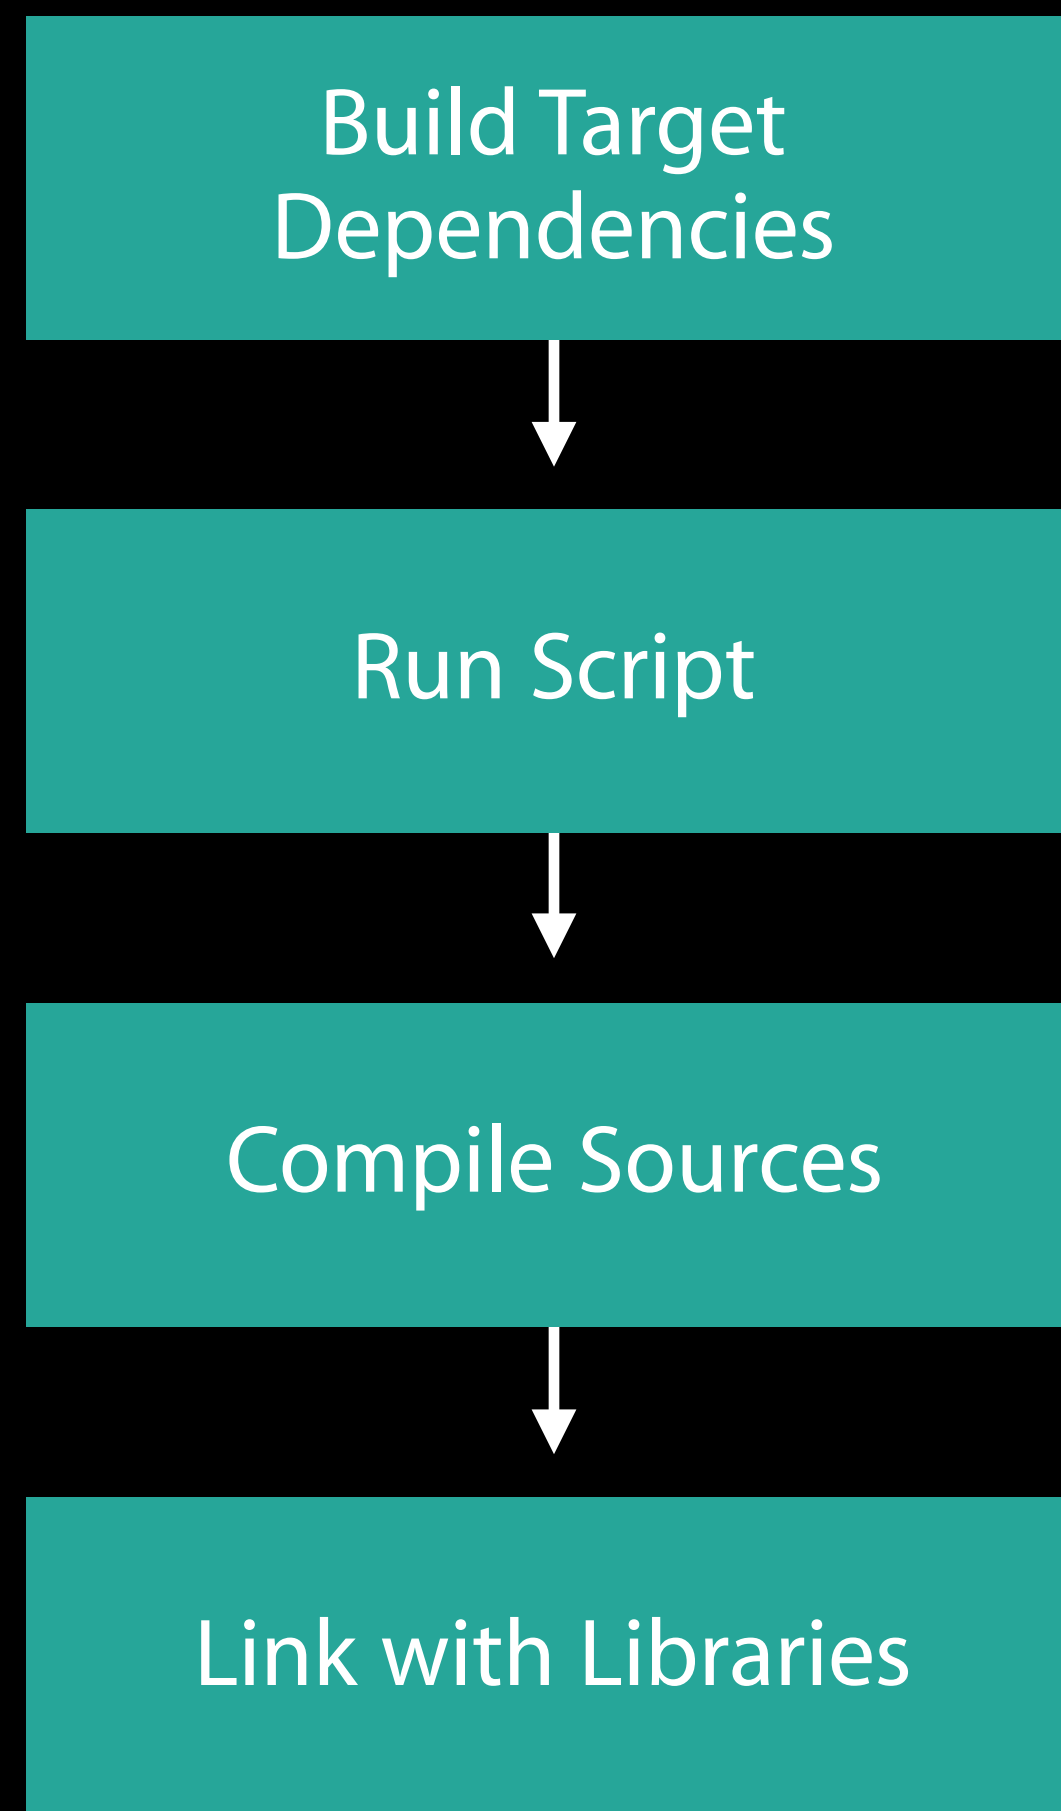 Build Target
Dependencies
Run Script
Compile Sources
Link with Libraries